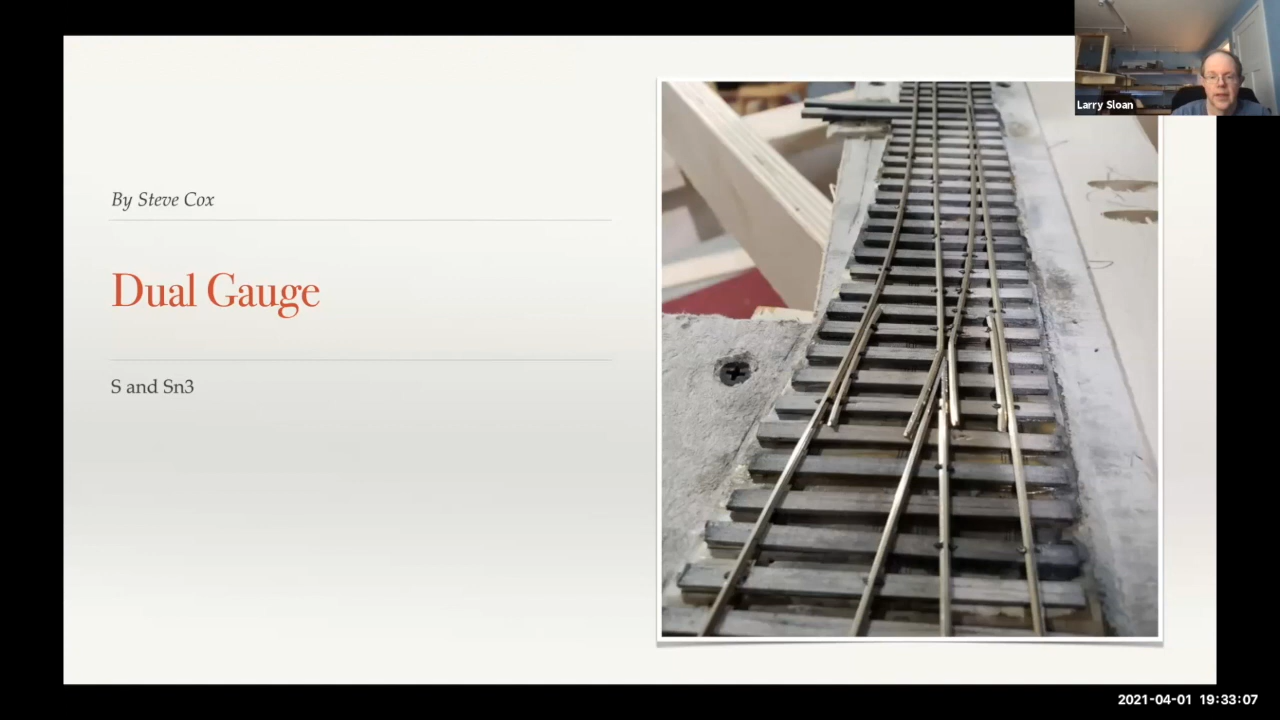 Larry Sloan
By Steve Cox
Dual Gauge
S and Sn3
2021-04-01 19:33:07